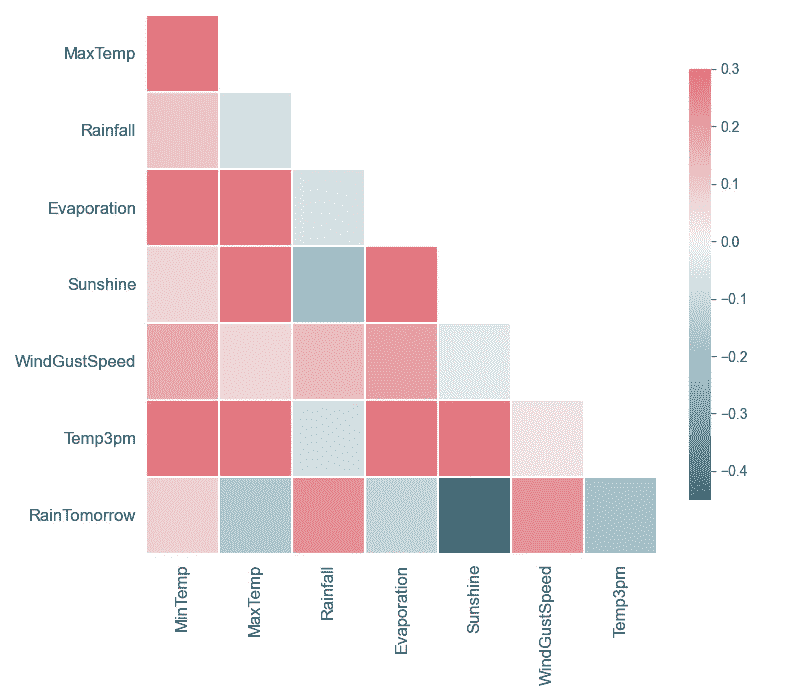 MaxTemp
Rainfall
Evaporation
Sunshine
WindGustSpeed
Temp3pm
RainTomorrow
MinTemp
MaxTemp
Rainfall
Evaporation
Sunshine
WindGustSpeed
Temp3pm
0.3
0.2
0.1
0.0
−0.1
−0.2
−0.3
−0.4